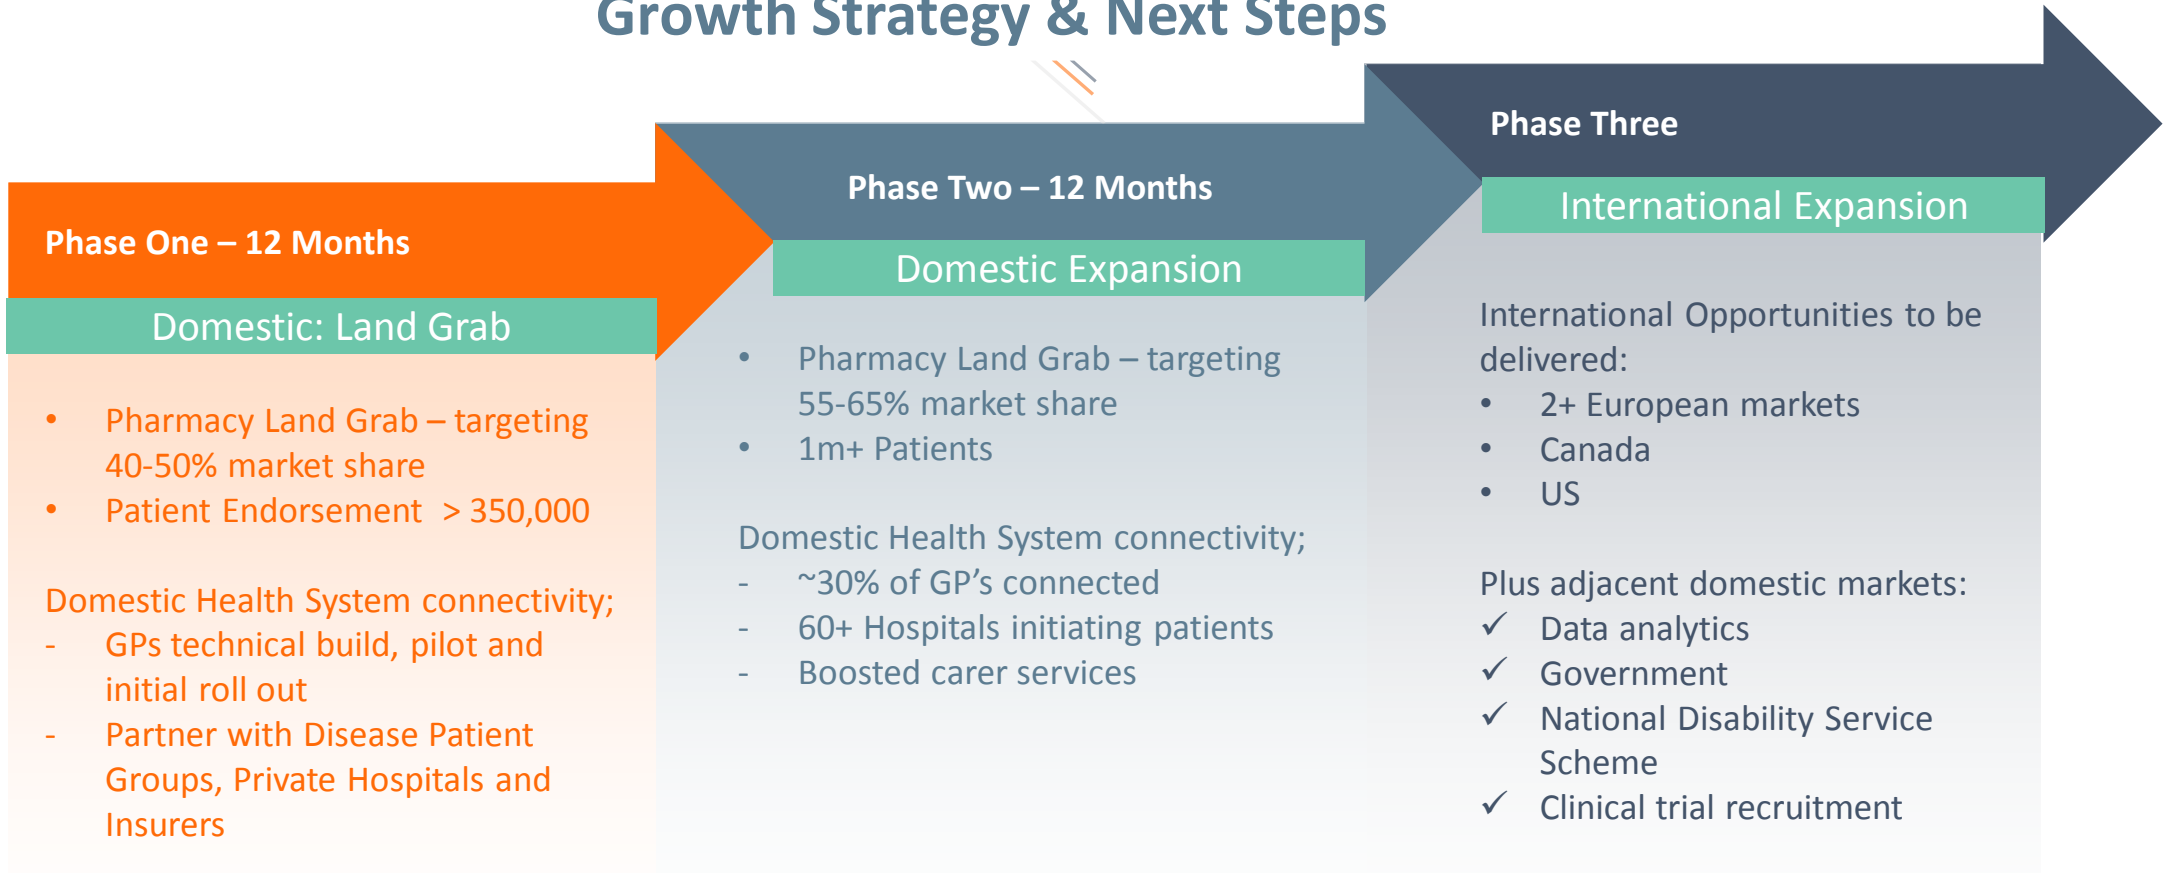 Growth Strategy & Next Steps
Phase One – 12 Months
Domestic: Land Grab
• Pharmacy Land Grab – targeting
40-50% market share
• Patient Endorsement > 350,000
Domestic Health System connectivity;
- GPs technical build, pilot and
initial roll out
- Partner with Disease Patient
Groups, Private Hospitals and
Insurers
Phase Two – 12 Months
Domestic Expansion
• Pharmacy Land Grab – targeting
55-65% market share
• 1m+ Patients
Domestic Health System connectivity;
- ~30% of GP’s connected
- 60+ Hospitals initiating patients
- Boosted carer services
Phase Three
International Expansion
International Opportunities to be
delivered:
• 2+ European markets
• Canada
• US
Plus adjacent domestic markets:
✓ Data analytics
✓ Government
✓ National Disability Service
Scheme
✓ Clinical trial recruitment